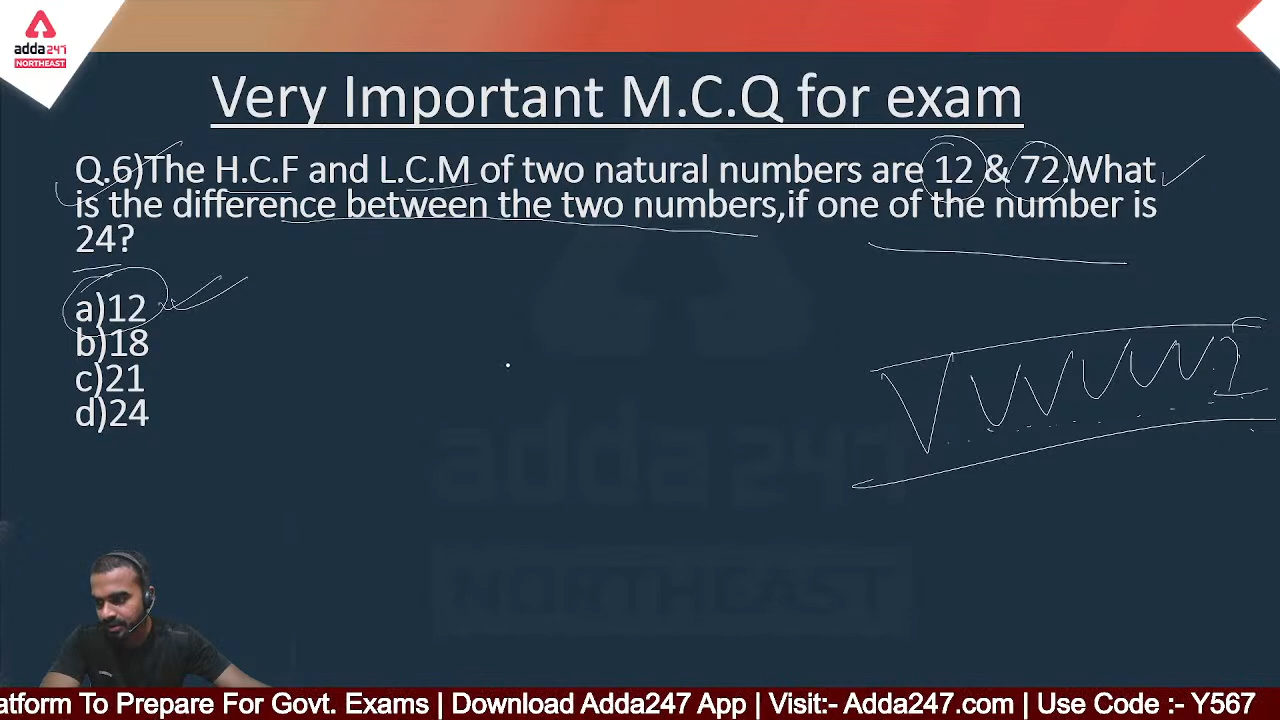 adda247
NORTHEAST
Very Important M.C.Q for exam
Q.6)The H.C.F and L.C.M of two natural numbers are 12 & 72.What
is the difference between the two numbers,if one of the number is
24?
a)12
b)18
c)21
d)24
adda247
NORTHEAST
atform To Prepare For Govt. Exams | Download Adda247 App | Visit:- Adda247.com | Use Code :- Y567